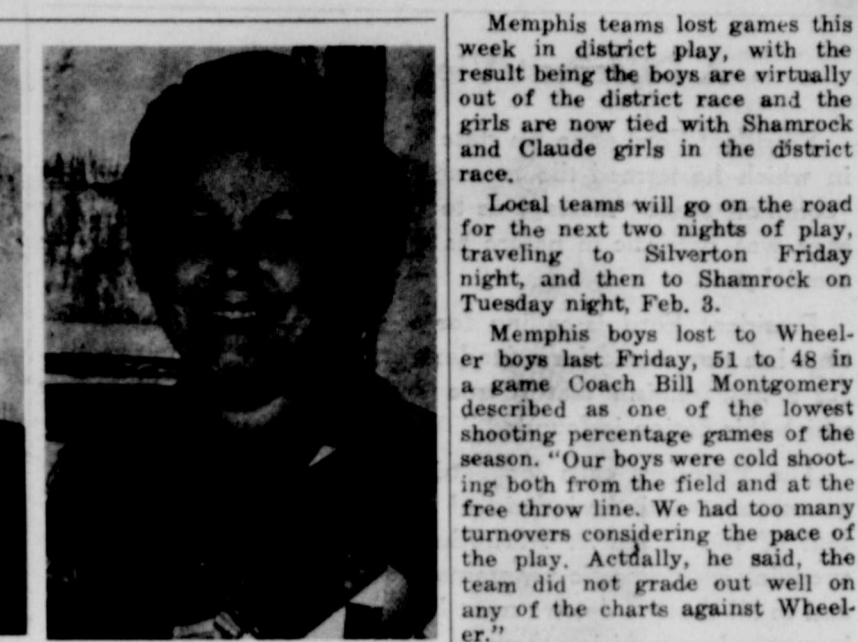 Memphis teams lost games this
week in district play, with the
result being the boys are virtually
out of the district race and the
girls are now tied with Shamrock
and Claude girls in the district
race.
Local teams will go on the road
for the next two nights of play,
traveling to Silverton Friday
night, and then to Shamrock on
Tuesday night, Feb. 3.
Memphis boys lost to Wheel-
er boys last Friday, 51 to 48 in
a game Coach Bill Montgomery
described as one of the lowest
shooting percentage games of the
season. "Our boys were cold shoot-
ing both from the field and at the
free throw line. We had too many
turnovers considering the pace of
the play. Actually, he said, the
team did not grade out well on
any of the charts against Wheel-
er."